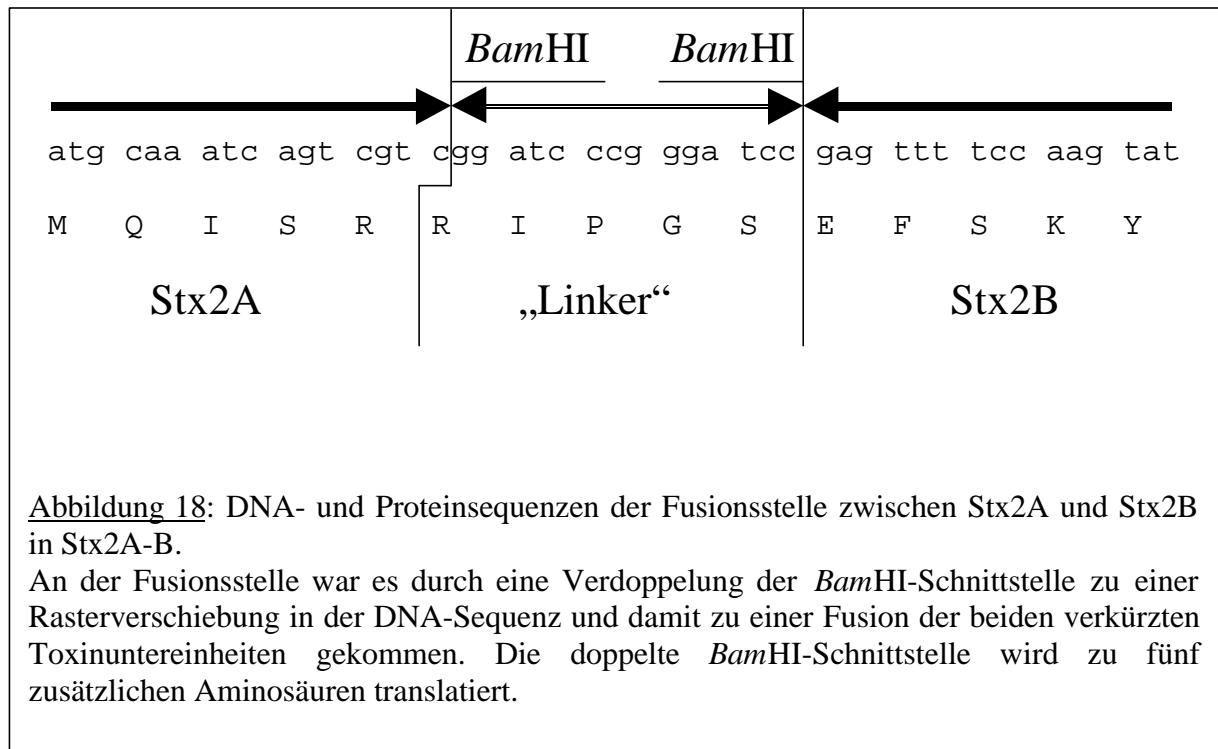 BamHI BamHI
atg caa atc agt cgt cgg atc ccg gga tcc gag ttt tcc aag tat
M Q I S R R I P G S E F S K Y
Stx2A „Linker“ Stx2B
Abbildung 18: DNA- und Proteinsequenzen der Fusionsstelle zwischen Stx2A und Stx2B
in Stx2A-B.
An der Fusionsstelle war es durch eine Verdoppelung der BamHI-Schnittstelle zu einer
Rasterverschiebung in der DNA-Sequenz und damit zu einer Fusion der beiden verkürzten
Toxinuntereinheiten gekommen. Die doppelte BamHI-Schnittstelle wird zu fünf
zusätzlichen Aminosäuren translatiert.